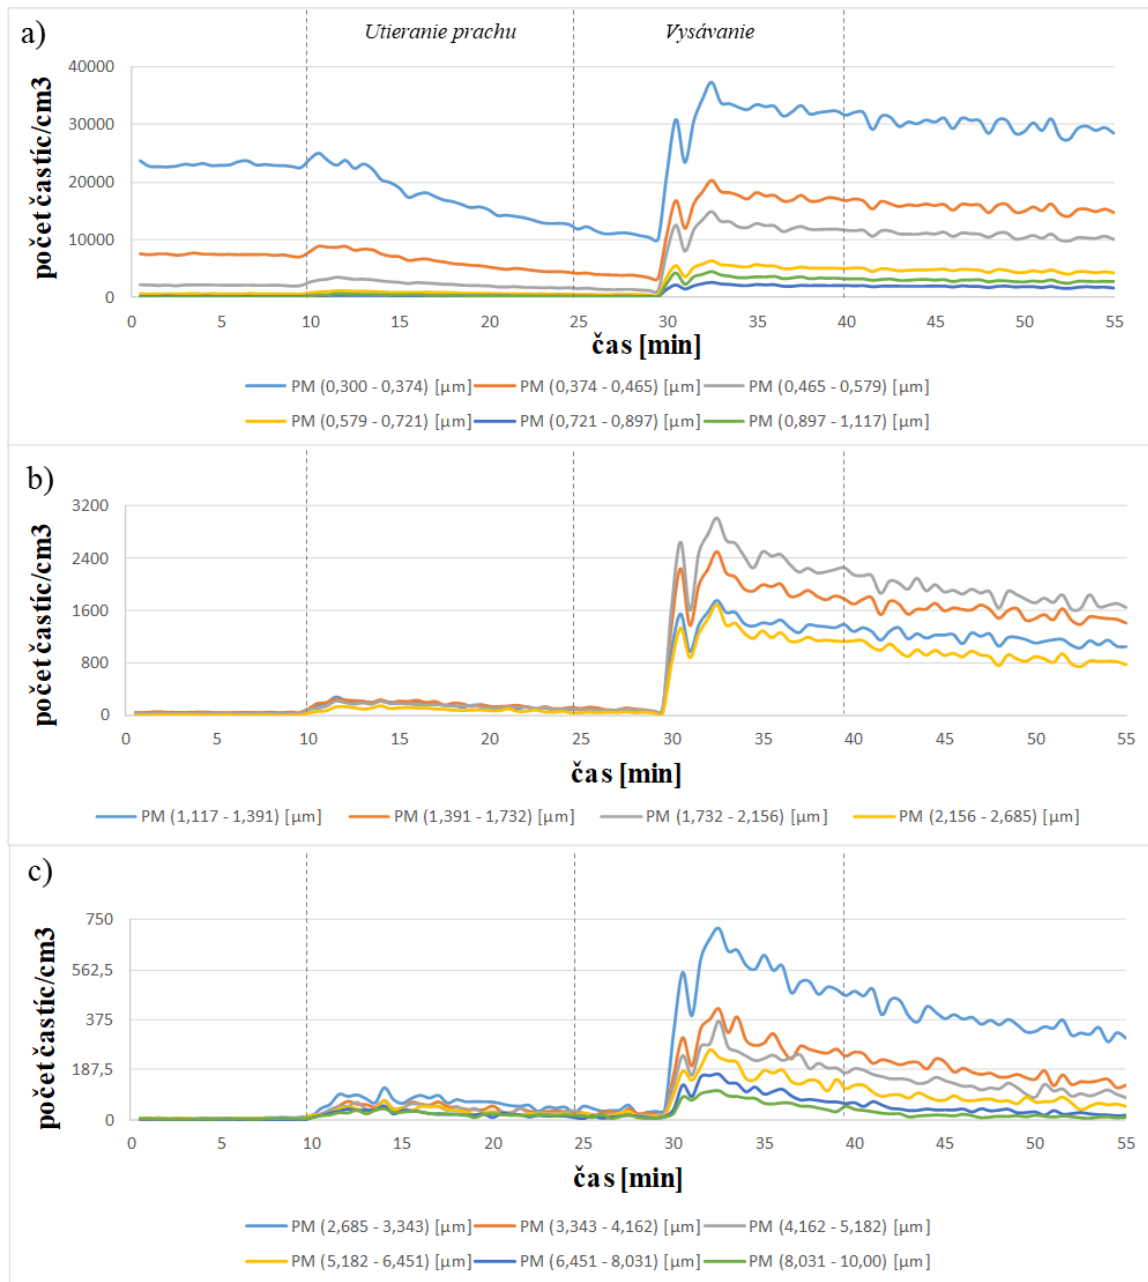 a)
Utieranie prachu Vysávanie
počet častíc/cm3
40000
30000
20000
10000
0
0 5 10 15 20 25 30 35 40 45 50 55
čas [min]
PM (0,300 - 0,374) [µm] PM (0,374 - 0,465) [µm] PM (0,465 - 0,579) [µm]
PM (0,579 - 0,721) [µm] PM (0,721 - 0,897) [µm] PM (0,897 - 1,117) [µm]
b)
počet častíc/cm3
3200
2400
1600
800
0
0 5 10 15 20 25 30 35 40 45 50 55
čas [min]
PM (1,117 - 1,391) [µm] PM (1,391 - 1,732) [µm] PM (1,732 - 2,156) [µm] PM (2,156 - 2,685) [µm]
c)
počet častíc/cm3
750
562,5
375
187,5
0
0 5 10 15 20 25 30 35 40 45 50 55
čas [min]
PM (2,685 - 3,343) [µm] PM (3,343 - 4,162) [µm] PM (4,162 - 5,182) [µm]
PM (5,182 - 6,451) [µm] PM (6,451 - 8,031) [µm] PM (8,031 - 10,00) [µm]